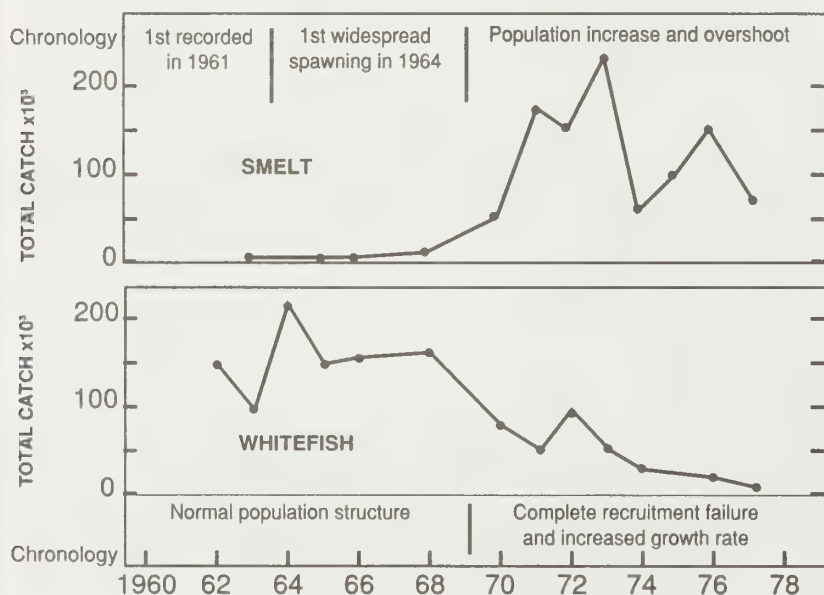 Chronology
1st recorded
in 1961
1st widespread
spawning in 1964
Population increase and overshoot
TOTAL CATCH x10³
200
100
0
SMELT
TOTAL CATCH x10³
200
100
0
WHITEFISH
Normal population structure
Complete recruitment failure
and increased growth rate
Chronology
1960 62 64 66 68 70 72 74 76 78